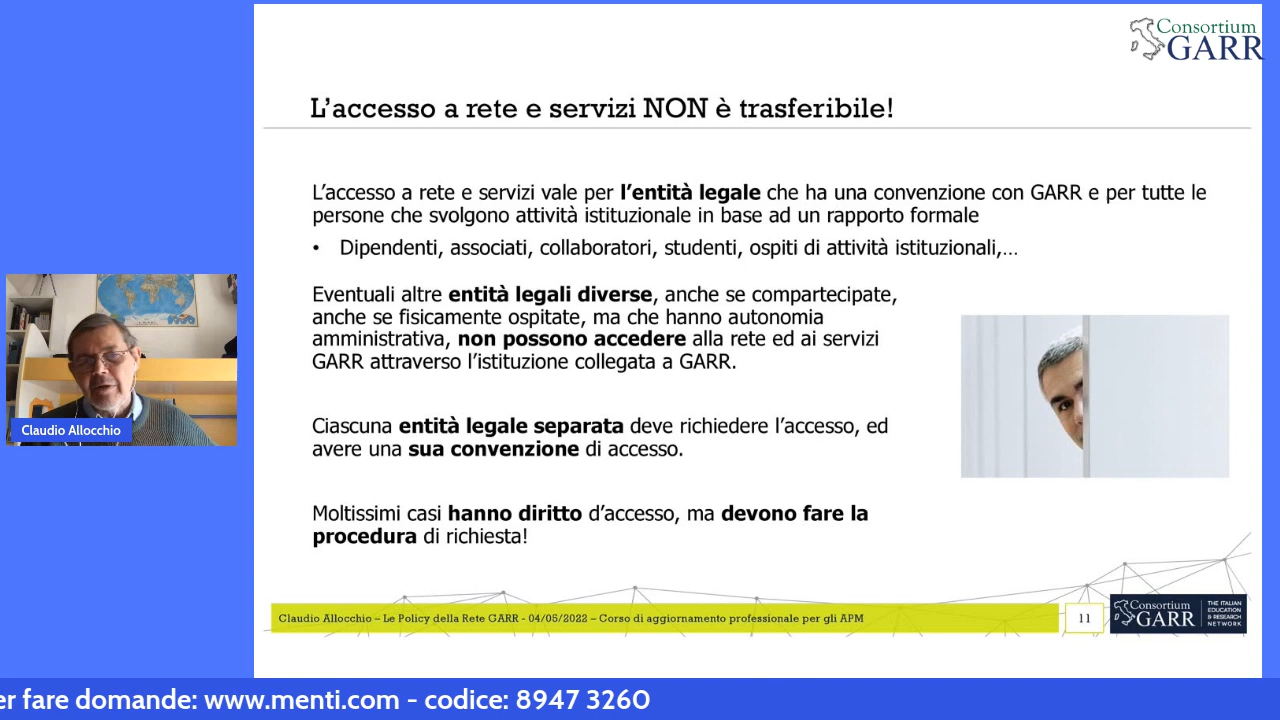 Consortium
GARR
L'accesso a rete e servizi NON è trasferibile!
L'accesso a rete e servizi vale per l'entità legale che ha una convenzione con GARR e per tutte le
persone che svolgono attività istituzionale in base ad un rapporto formale
• Dipendenti, associati, collaboratori, studenti, ospiti di attività istituzionali,...
Eventuali altre entità legali diverse, anche se compartecipate,
anche se fisicamente ospitate, ma che hanno autonomia
amministrativa, non possono accedere alla rete ed ai servizi
GARR attraverso l'istituzione collegata a GARR.
Ciascuna entità legale separata deve richiedere l'accesso, ed
avere una sua convenzione di accesso.
Moltissimi casi hanno diritto d'accesso, ma devono fare la
procedura di richiesta!
Claudio Allocchio
Claudio Allocchio – Le Policy della Rete GARR - 04/05/2022 – Corso di aggiornamento professionale per gli APM
11
Consortium
GARR
THE ITALIAN
EDUCATION
& RESEARCH
NETWORK
er fare domande: www.menti.com - codice: 8947 3260